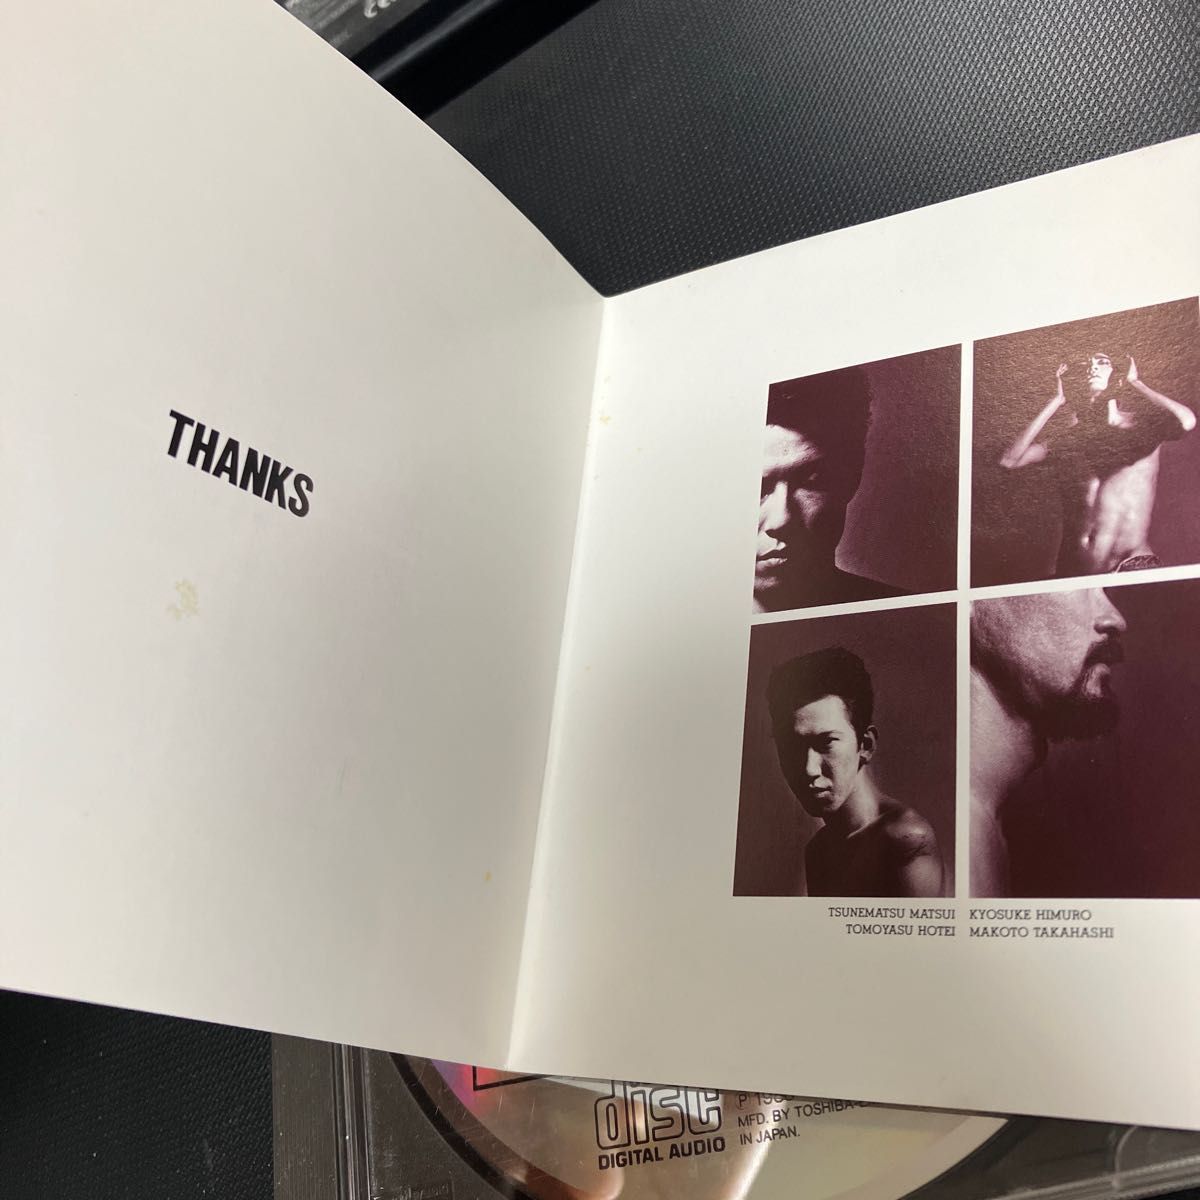 THANKS
TSUNEMATSU MATSUI KYOSUKE HIMURO
TOMOYASU HOTEI MAKOTO TAKAHASHI
disc
DIGITAL AUDIO
MFD. BY TOSHIBA-
IN JAPAN.